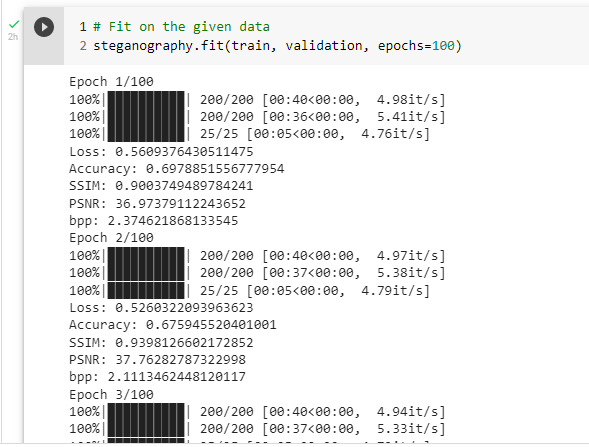 2h
1 # Fit on the given data
2 steganography.fit(train, validation, epochs=100)
Epoch 1/100
100%|██████████| 200/200 [00:40<00:00,  4.98it/s]
100%|██████████| 200/200 [00:36<00:00,  5.41it/s]
100%|██████████| 25/25 [00:05<00:00,  4.76it/s]
Loss: 0.5609376430511475
Accuracy: 0.6978851556777954
SSIM: 0.9003749489784241
PSNR: 36.97379112243652
bpp: 2.374621868133545
Epoch 2/100
100%|██████████| 200/200 [00:40<00:00,  4.97it/s]
100%|██████████| 200/200 [00:37<00:00,  5.38it/s]
100%|██████████| 25/25 [00:05<00:00,  4.79it/s]
Loss: 0.5260322093963623
Accuracy: 0.675945520401001
SSIM: 0.9398126602172852
PSNR: 37.76282787322998
bpp: 2.1113462448120117
Epoch 3/100
100%|██████████| 200/200 [00:40<00:00,  4.94it/s]
100%|██████████| 200/200 [00:37<00:00,  5.33it/s]